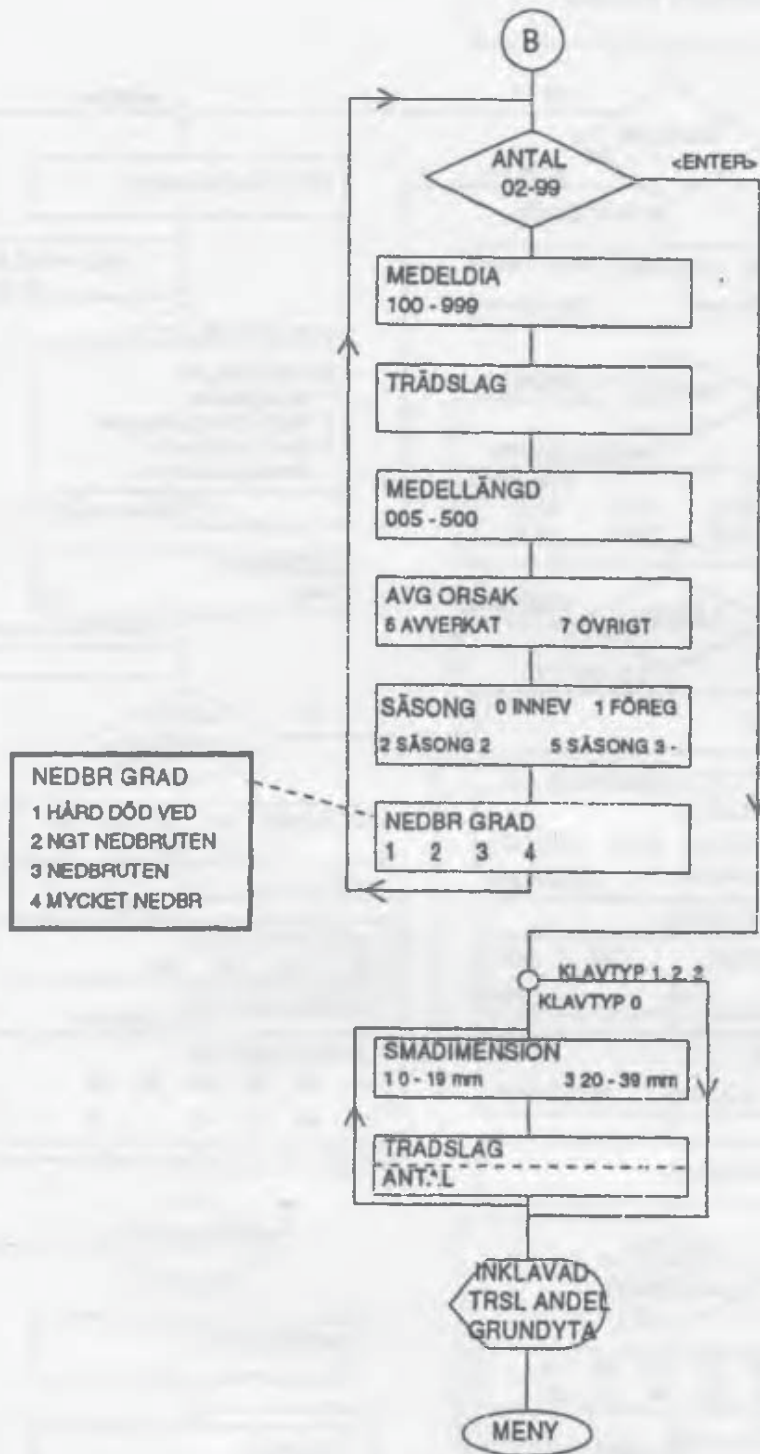 B
ANTAL
02-99
<ENTER>
MEDELDIA
100 - 999
TRÄDSLAG
MEDELLÄNGD
005 - 500
AVG ORSAK
6 AVVERKAT 7 ÖVRIGT
SÄSONG 0 INNEV 1 FÖREG
2 SÄSONG 2 5 SÄSONG 3 -
NEDBR GRAD
1 HÅRD DÖD VED
2 NGT NEDBRUTEN
3 NEDBRUTEN
4 MYCKET NEDBR
NEDBR GRAD
1 2 3 4
KLAVTYP 1, 2, 3
KLAVTYP 0
SMÅDIMENSION
1 0 - 19 mm 3 20 - 39 mm
TRÄDSLAG
ANTAL
INKLAVAD
TRSL ANDEL
GRUNDYTA
MENY